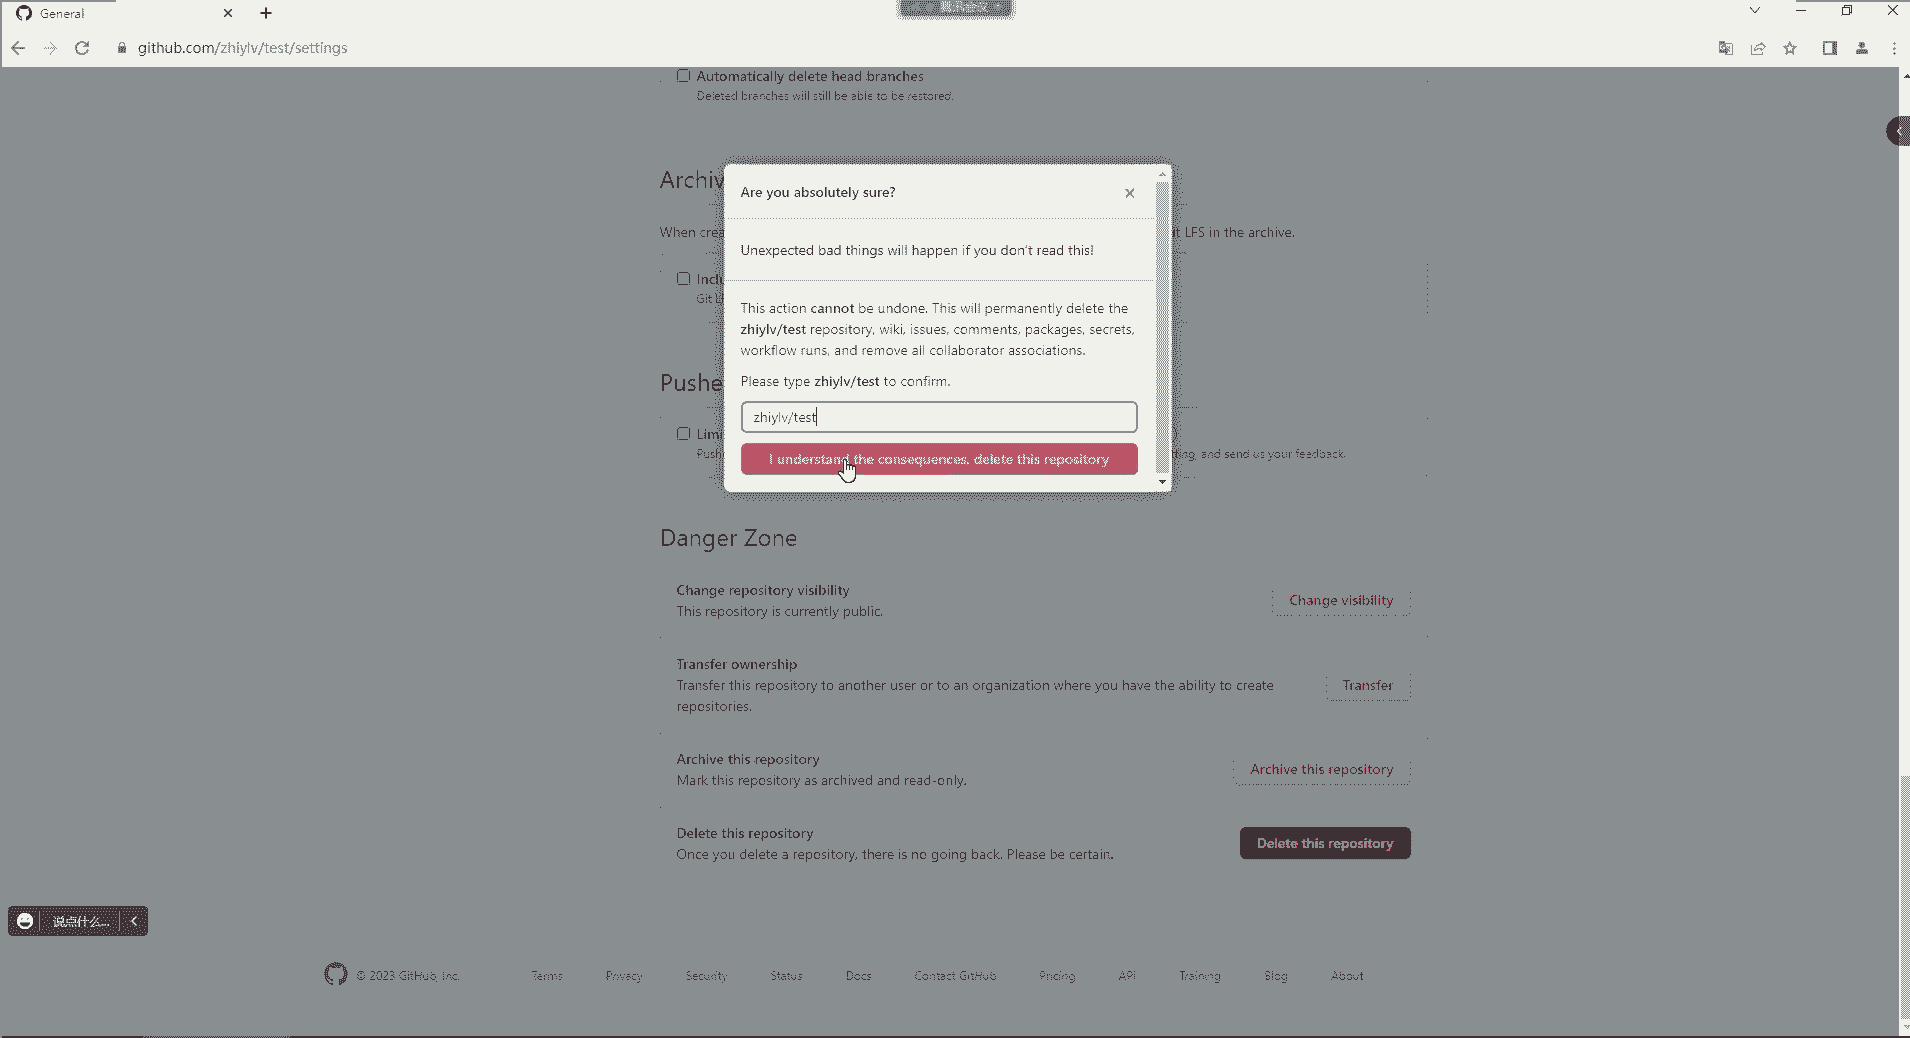 General
github.com/zhiylv/test/settings
Automatically delete head branches
Deleted branches will still be able to be restored.
Archiv
When crea
t LFS in the archive.
Inclu
Git L
Are you absolutely sure?
Unexpected bad things will happen if you don't read this!
This action cannot be undone. This will permanently delete the
zhiylv/test repository, wiki, issues, comments, packages, secrets,
workflow runs, and remove all collaborator associations.
Please type zhiylv/test to confirm.
zhiylv/test
I understand the consequences, delete this repository
Pushe
Limi
Pushe
ting, and send us your feedback.
Danger Zone
Change repository visibility
This repository is currently public.
Change visibility
Transfer ownership
Transfer this repository to another user or to an organization where you have the ability to create
repositories.
Transfer
Archive this repository
Mark this repository as archived and read-only.
Archive this repository
Delete this repository
Once you delete a repository, there is no going back. Please be certain.
Delete this repository
说点什么...
© 2023 GitHub, Inc.
Terms
Privacy
Security
Status
Docs
Contact GitHub
Pricing
API
Training
Blog
About